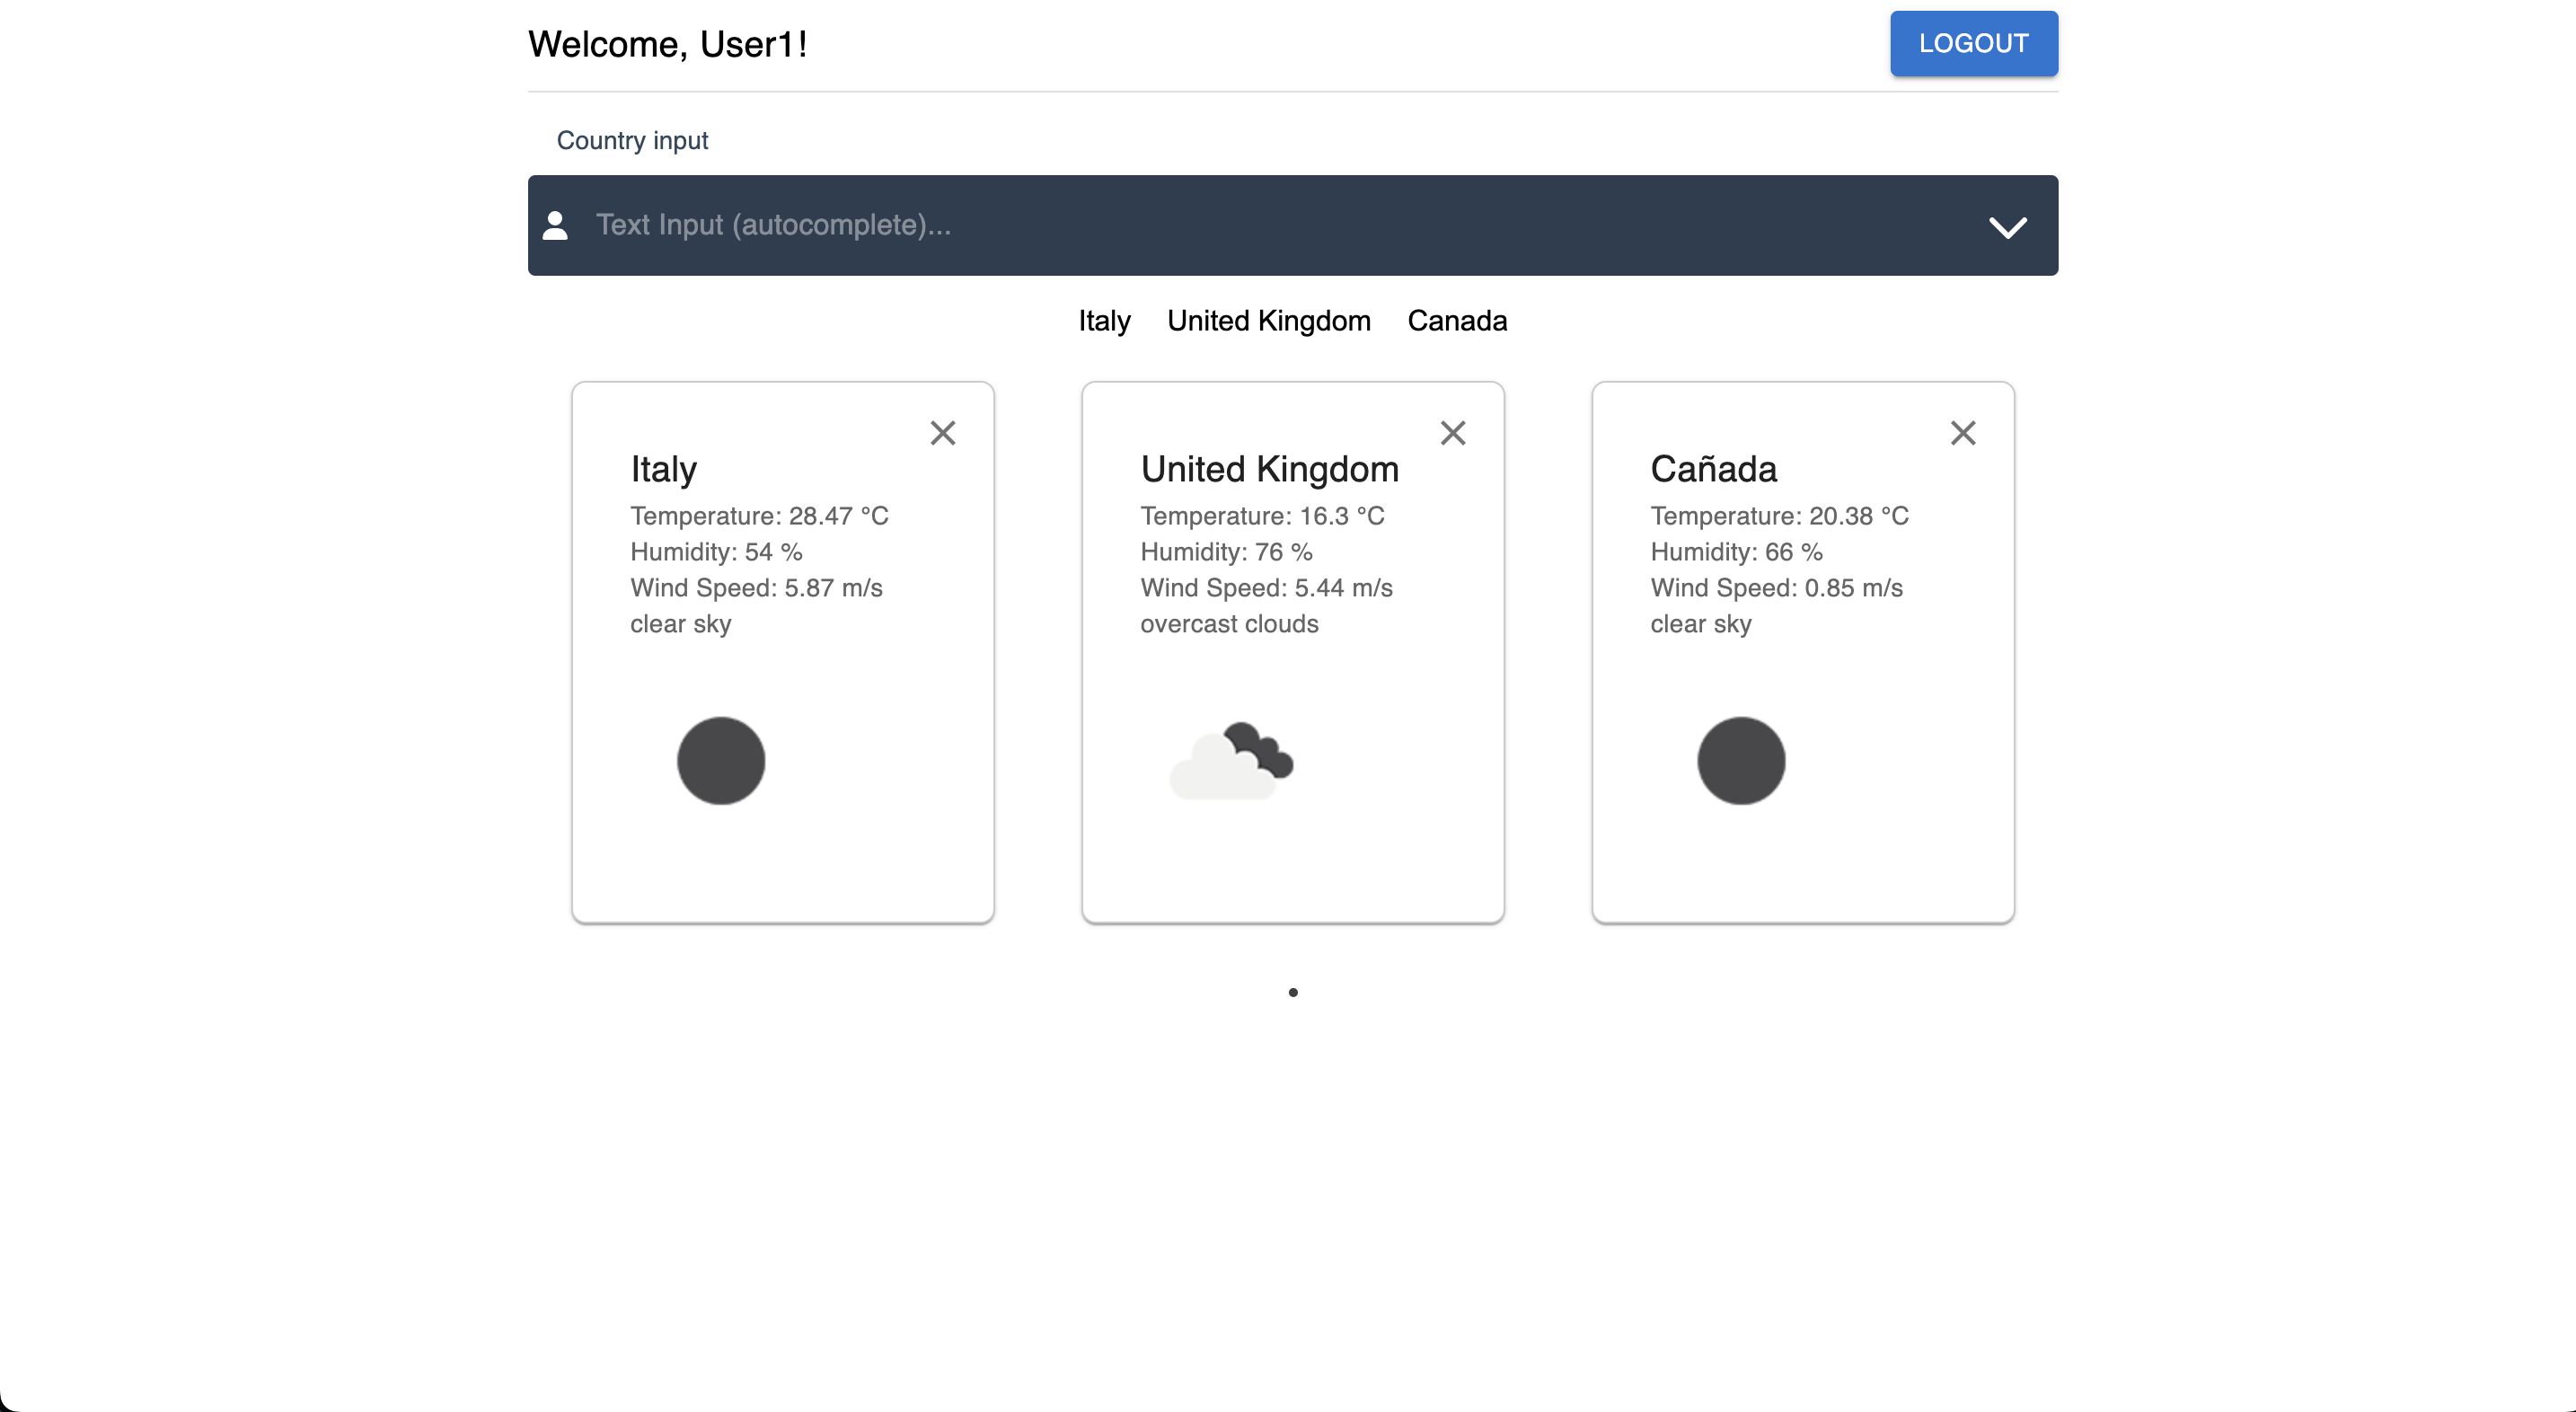 Welcome, User1!
LOGOUT
Country input
Text Input (autocomplete)...
Italy United Kingdom Canada
Italy
Temperature: 28.47 °C
Humidity: 54 %
Wind Speed: 5.87 m/s
clear sky
United Kingdom
Temperature: 16.3 °C
Humidity: 76 %
Wind Speed: 5.44 m/s
overcast clouds
Cañada
Temperature: 20.38 °C
Humidity: 66 %
Wind Speed: 0.85 m/s
clear sky